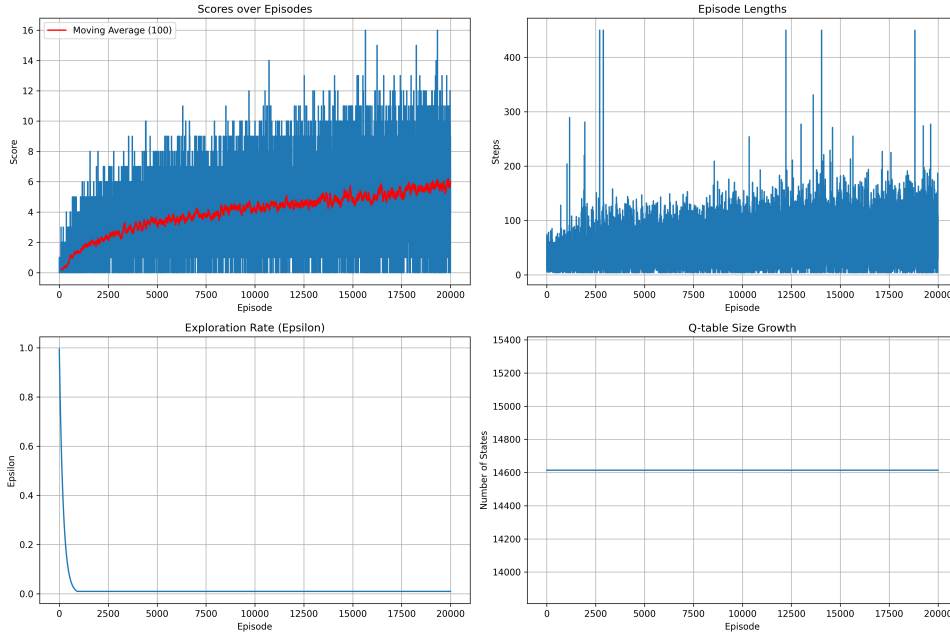 Scores over Episodes
Moving Average (100)
16
14
12
10
8
6
4
2
0
Score
0 2500 5000 7500 10000 12500 15000 17500 20000
Episode
Episode Lengths
400
300
200
100
0
Steps
0 2500 5000 7500 10000 12500 15000 17500 20000
Episode
Exploration Rate (Epsilon)
1.0
0.8
0.6
0.4
0.2
0.0
Epsilon
0 2500 5000 7500 10000 12500 15000 17500 20000
Episode
Q-table Size Growth
15400
15200
15000
14800
14600
14400
14200
14000
Number of States
0 2500 5000 7500 10000 12500 15000 17500 20000
Episode